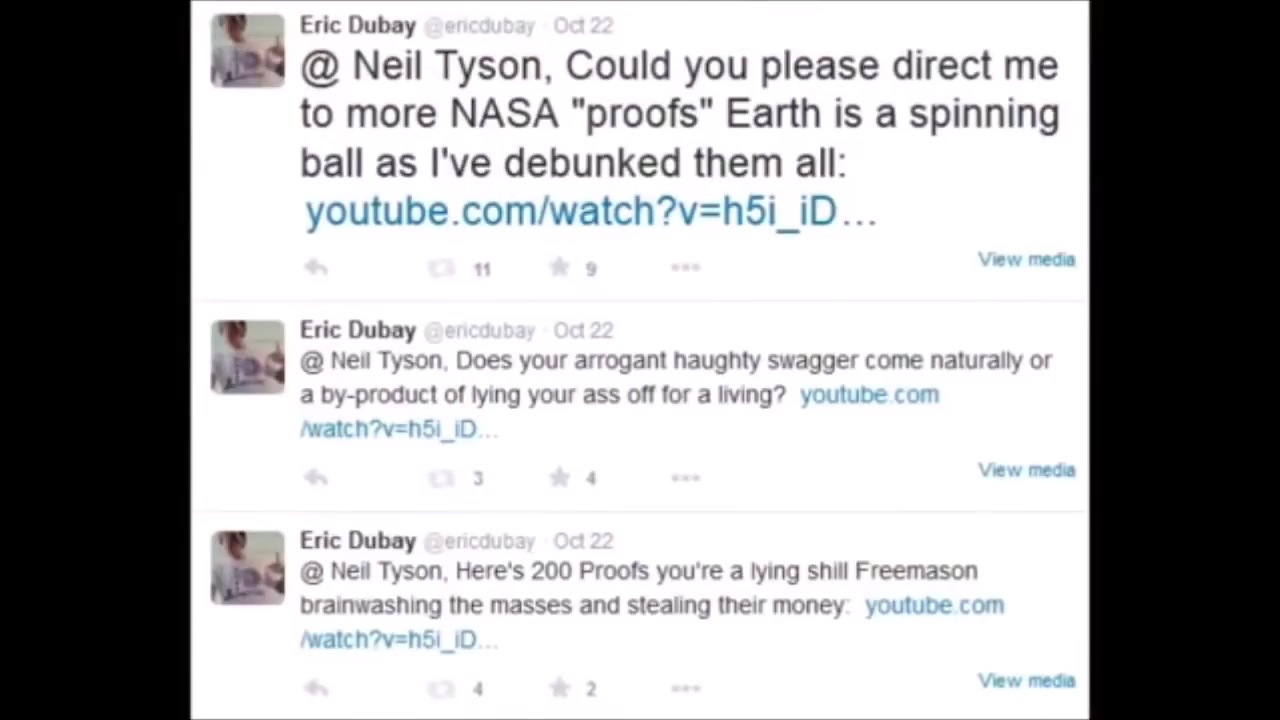 Eric Dubay @ericdubay · Oct 22
@ Neil Tyson, Could you please direct me
to more NASA "proofs" Earth is a spinning
ball as I've debunked them all:
youtube.com/watch?v=h5i_iD...
11 9
View media
Eric Dubay @ericdubay · Oct 22
@ Neil Tyson, Does your arrogant haughty swagger come naturally or
a by-product of lying your ass off for a living? youtube.com
/watch?v=h5i_iD...
3 4
View media
Eric Dubay @ericdubay · Oct 22
@ Neil Tyson, Here's 200 Proofs you're a lying shill Freemason
brainwashing the masses and stealing their money: youtube.com
/watch?v=h5i_iD...
4 2
View media